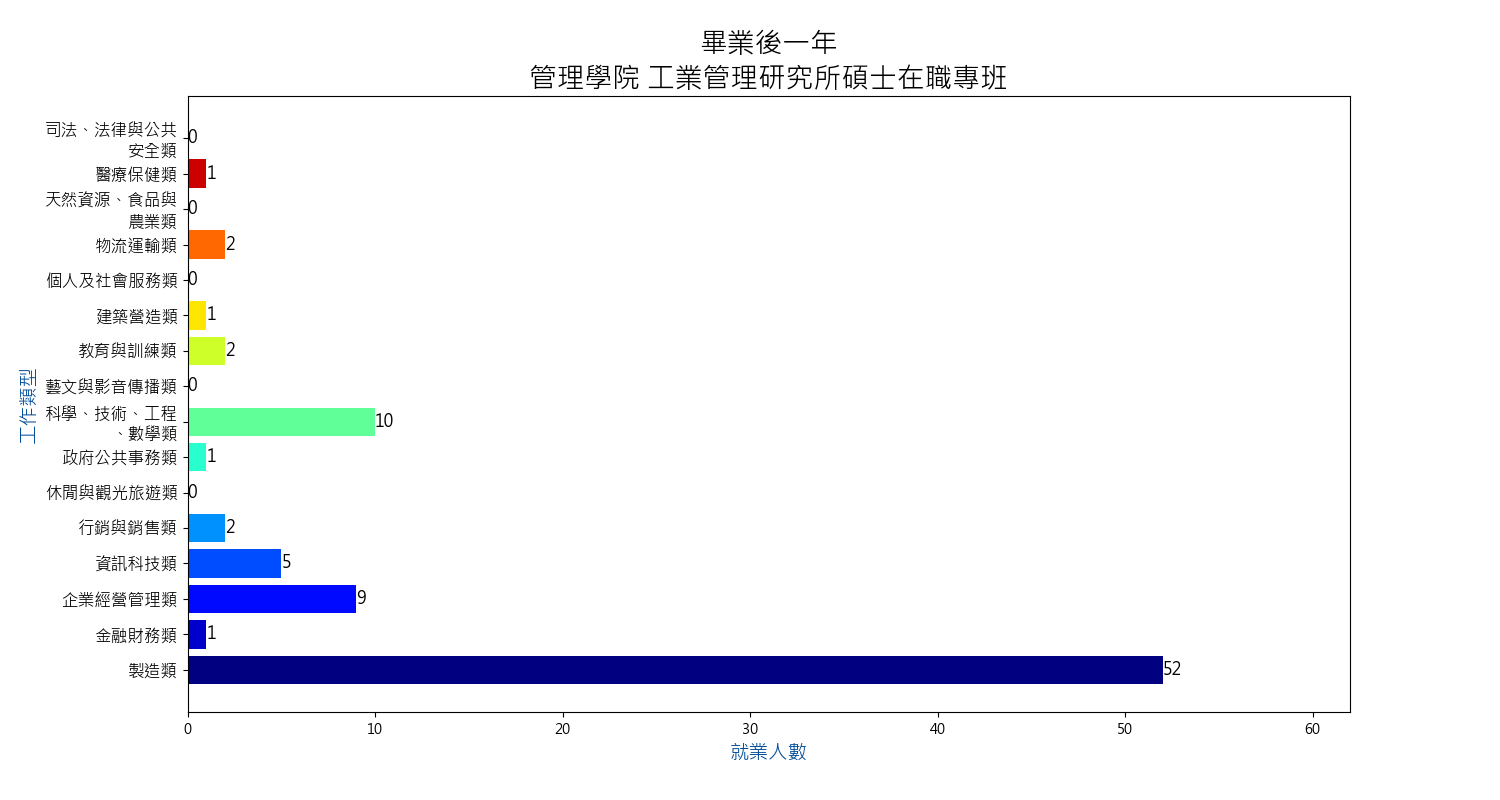 畢業後一年
管理學院 工業管理研究所碩士在職專班
工作類型
司法、法律與公共
安全類
0
醫療保健類
1
天然資源、食品與
農業類
0
物流運輸類
2
個人及社會服務類
0
建築營造類
1
教育與訓練類
2
藝文與影音傳播類
0
科學、技術、工程
、數學類
10
政府公共事務類
1
休閒與觀光旅遊類
0
行銷與銷售類
2
資訊科技類
5
企業經營管理類
9
金融財務類
1
製造類
52
0 10 20 30 40 50 60
就業人數